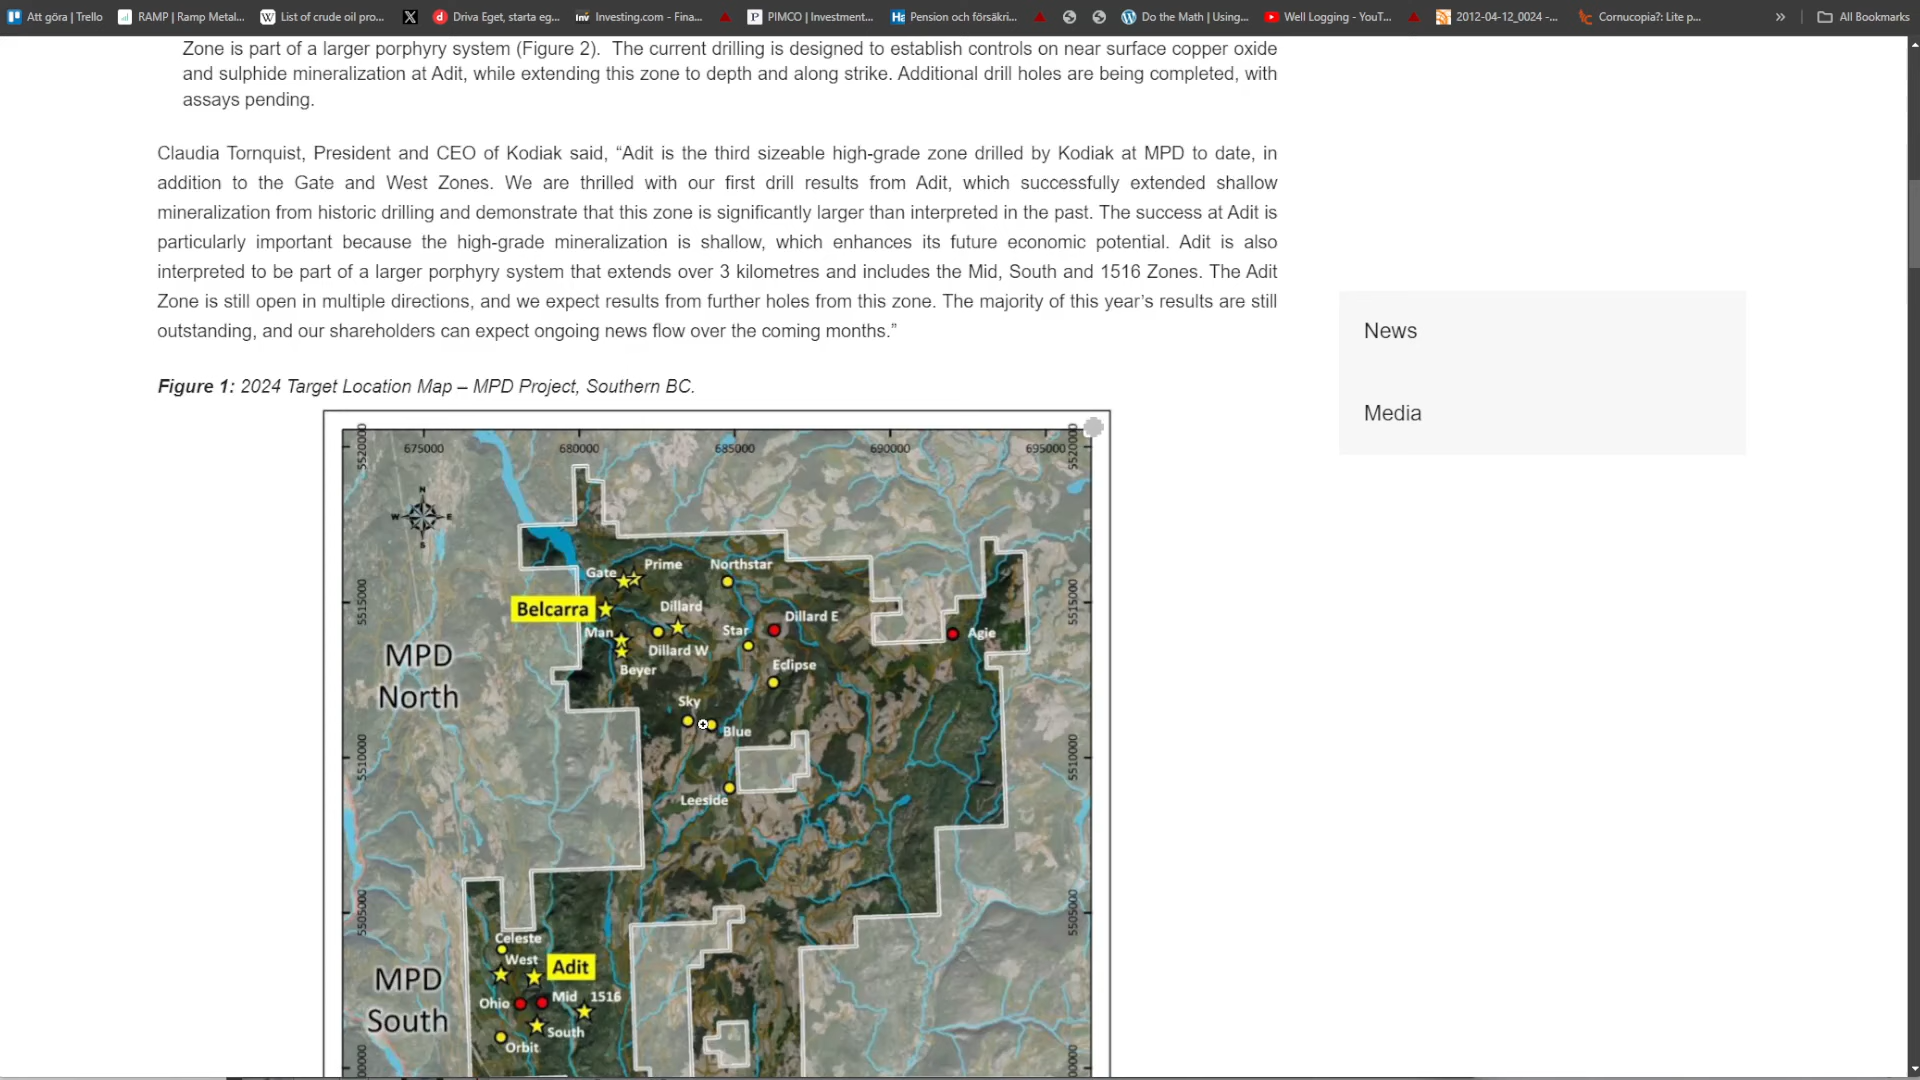 Att göra | Trello
RAMP | Ramp Metal...
List of crude oil pro...
Driva Eget, starta eg...
Investing.com - Fina...
PIMCO | Investment...
Pension och försäkri...
Do the Math | Using...
Well Logging - YouT...
2012-04-12_0024 -...
Cornucopia?: Lite p...
»
All Bookmarks
Zone is part of a larger porphyry system (Figure 2). The current drilling is designed to establish controls on near surface copper oxide
and sulphide mineralization at Adit, while extending this zone to depth and along strike. Additional drill holes are being completed, with
assays pending.
Claudia Tornquist, President and CEO of Kodiak said, “Adit is the third sizeable high-grade zone drilled by Kodiak at MPD to date, in
addition to the Gate and West Zones. We are thrilled with our first drill results from Adit, which successfully extended shallow
mineralization from historic drilling and demonstrate that this zone is significantly larger than interpreted in the past. The success at Adit is
particularly important because the high-grade mineralization is shallow, which enhances its future economic potential. Adit is also
interpreted to be part of a larger porphyry system that extends over 3 kilometres and includes the Mid, South and 1516 Zones. The Adit
Zone is still open in multiple directions, and we expect results from further holes from this zone. The majority of this year’s results are still
outstanding, and our shareholders can expect ongoing news flow over the coming months.”
News
Media
Figure 1: 2024 Target Location Map – MPD Project, Southern BC.
675000
680000
685000
690000
695000
5520000
5520000
N
W
E
S
Gate
Prime
Northstar
5515000
5515000
Belcarra
Dillard
Dillard E
Man
Star
Agie
Dillard W
Beyer
Eclipse
MPD
North
Sky
Blue
5510000
5510000
Leeside
5505000
5505000
Celeste
West
Adit
MPD
South
Ohio
Mid
1516
South
Orbit